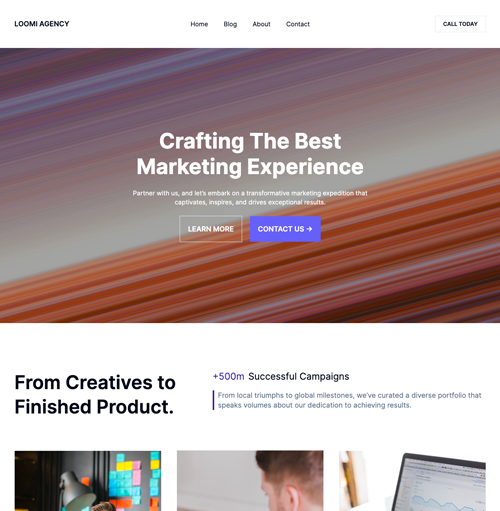 LOOMI AGENCY
Home Blog About Contact
CALL TODAY
Crafting The Best
Marketing Experience
Partner with us, and let's embark on a transformative marketing expedition that
captivates, inspires, and drives exceptional results.
LEARN MORE
CONTACT US →
From Creatives to
Finished Product.
+500m Successful Campaigns
From local triumphs to global milestones, we've curated a diverse portfolio that
speaks volumes about our dedication to achieving results.